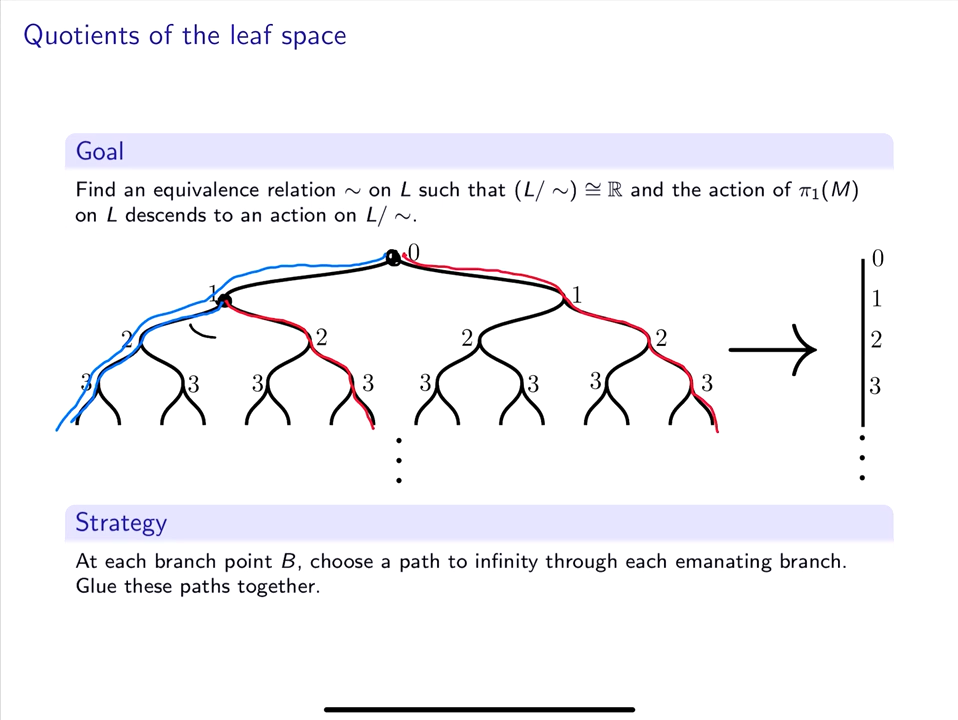 Quotients of the leaf space
Goal
Find an equivalence relation ∼ on L such that (L/ ∼) ≅ ℝ and the action of π₁(M)
on L descends to an action on L/ ∼.
0 0
1 1 1
2 2 2 2 2
3 3 3 3 3 3 3 3 3
Strategy
At each branch point B, choose a path to infinity through each emanating branch.
Glue these paths together.